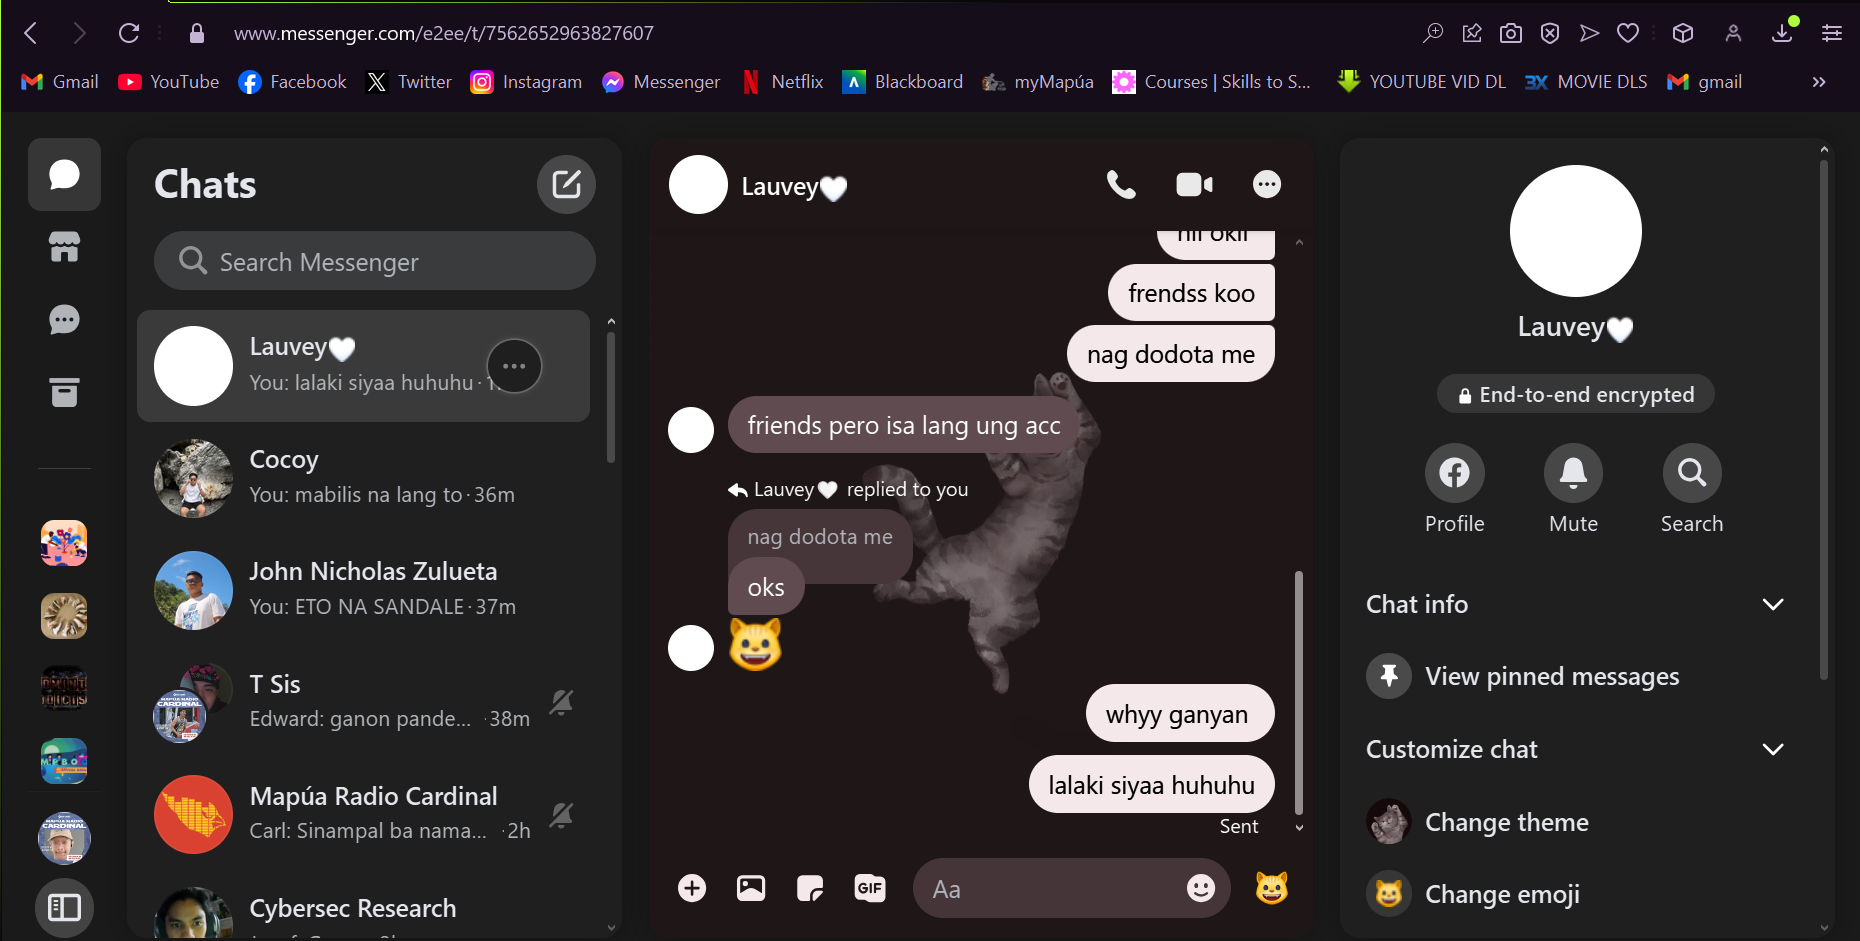 www.messenger.com/e2ee/t/7562652963827607
Gmail YouTube Facebook Twitter Instagram Messenger Netflix Blackboard myMapúa Courses | Skills to S... YOUTUBE VID DL 3X MOVIE DLS gmail
Chats
Search Messenger
Lauvey🤍
You: lalaki siyaa huhuhu ·
Cocoy
You: mabilis na lang to · 36m
John Nicholas Zulueta
You: ETO NA SANDALE · 37m
T Sis
Edward: ganon pande... · 38m
MAPÚA RADIO
CARDINAL
Mapúa Radio Cardinal
Carl: Sinampal ba nama... · 2h
Cybersec Research
Lauvey🤍
frendss koo
nag dodota me
friends pero isa lang ung acc
Lauvey🤍 replied to you
nag dodota me
oks
😺
whyy ganyan
lalaki siyaa huhuhu
Sent
GIF
Aa
Lauvey🤍
End-to-end encrypted
Profile
Mute
Search
Chat info
View pinned messages
Customize chat
Change theme
Change emoji